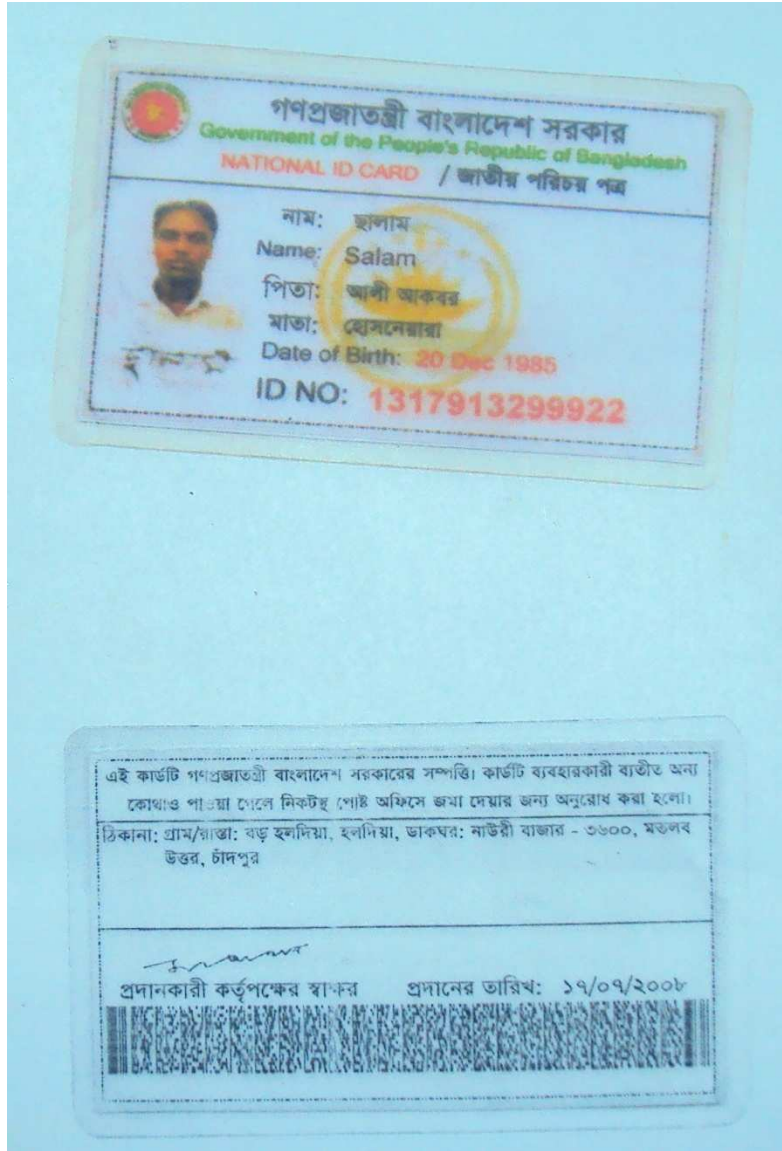 গণপ্রজাতন্ত্রী বাংলাদেশ সরকার
Government of the People's Republic of Bangladesh
NATIONAL ID CARD / জাতীয় পরিচয় পত্র
নাম: ছালাম
Name: Salam
পিতা: আলী আকবর
মাতা: হোসনেয়ারা
Date of Birth: 20 Dec 1985
ID NO: 1317913299922
এই কার্ডটি গণপ্রজাতন্ত্রী বাংলাদেশ সরকারের সম্পত্তি। কার্ডটি ব্যবহারকারী ব্যতীত অন্য
কোথাও পাওয়া গেলে নিকটস্থ পোষ্ট অফিসে জমা দেয়ার জন্য অনুরোধ করা হলো।
ঠিকানা: গ্রাম/রাস্তা: বড় হলদিয়া, হলদিয়া, ডাকঘর: নাউরী বাজার - ৩৬০০, মতলব
উত্তর, চাঁদপুর
প্রদানকারী কর্তৃপক্ষের স্বাক্ষর প্রদানের তারিখ: ১৭/০৭/২০০৮